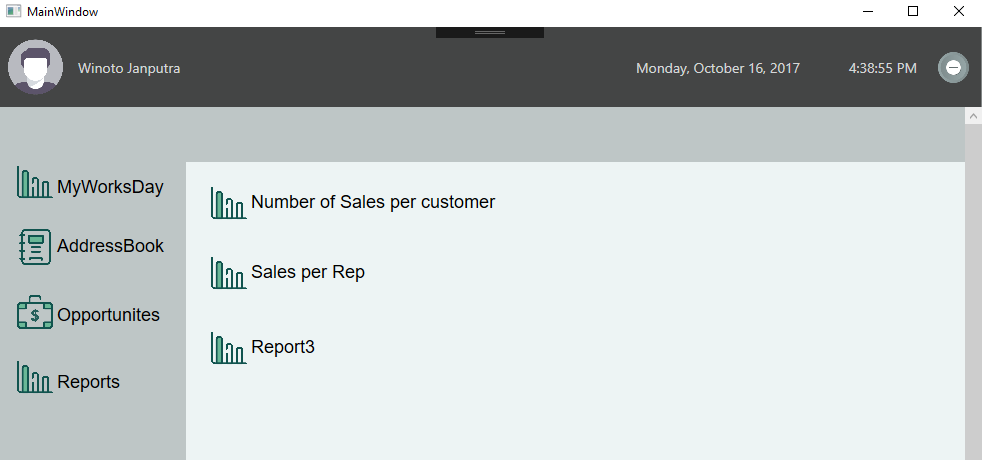 MainWindow
Winoto Janputra
Monday, October 16, 2017
4:38:55 PM
MyWorksDay
AddressBook
$ Opportunites
Reports
Number of Sales per customer
Sales per Rep
Report3